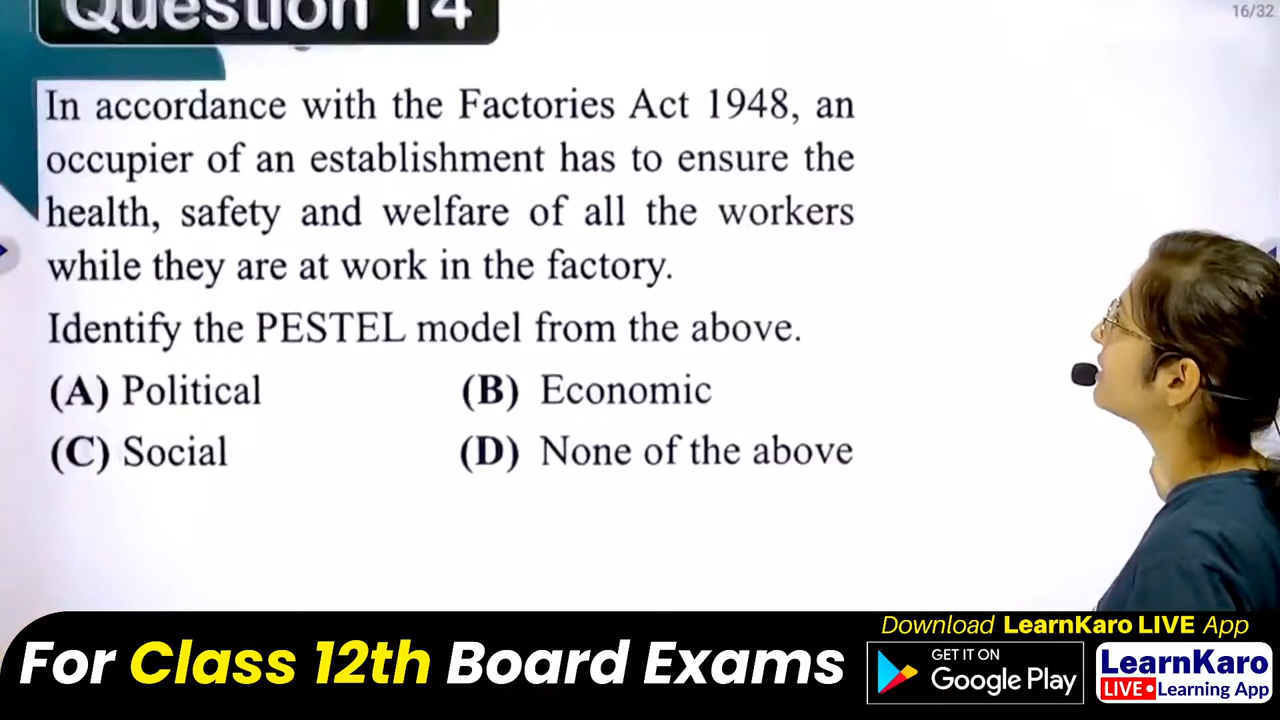 Question 14
16/32
In accordance with the Factories Act 1948, an
occupier of an establishment has to ensure the
health, safety and welfare of all the workers
while they are at work in the factory.
Identify the PESTEL model from the above.
(A) Political (B) Economic
(C) Social (D) None of the above
For Class 12th Board Exams
Download LearnKaro LIVE App
GET IT ON
Google Play
LearnKaro
LIVE Learning App